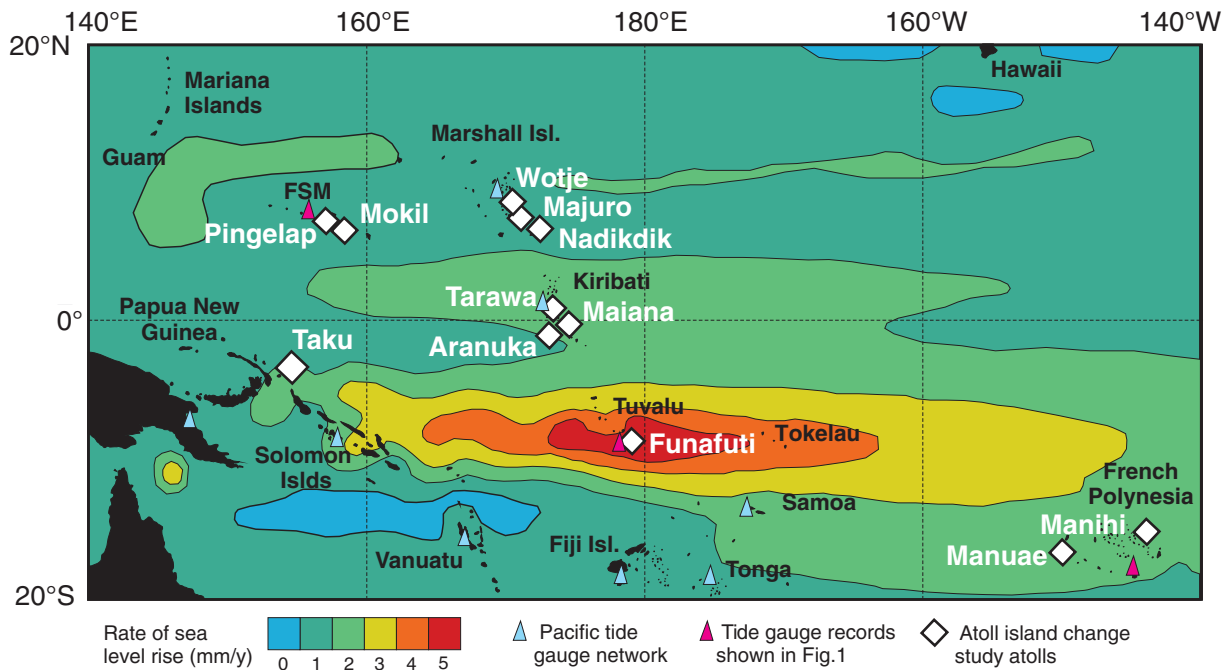 140°E 160°E 180°E 160°W 140°W
20°N
Hawaii
Mariana
Islands
Marshall Isl.
Guam
Wotje
FSM
Majuro
Mokil
Pingelap
Nadikdik
Kiribati
Tarawa
Maiana
Papua New
Guinea
0°
Taku
Aranuka
Tuvalu
Funafuti
Tokelau
Solomon
Islds
French
Polynesia
Samoa
Manihi
Vanuatu
Fiji Isl.
Manuae
Tonga
20°S
Rate of sea
level rise (mm/y)
0 1 2 3 4 5
Pacific tide
gauge network
Tide gauge records
shown in Fig.1
Atoll island change
study atolls